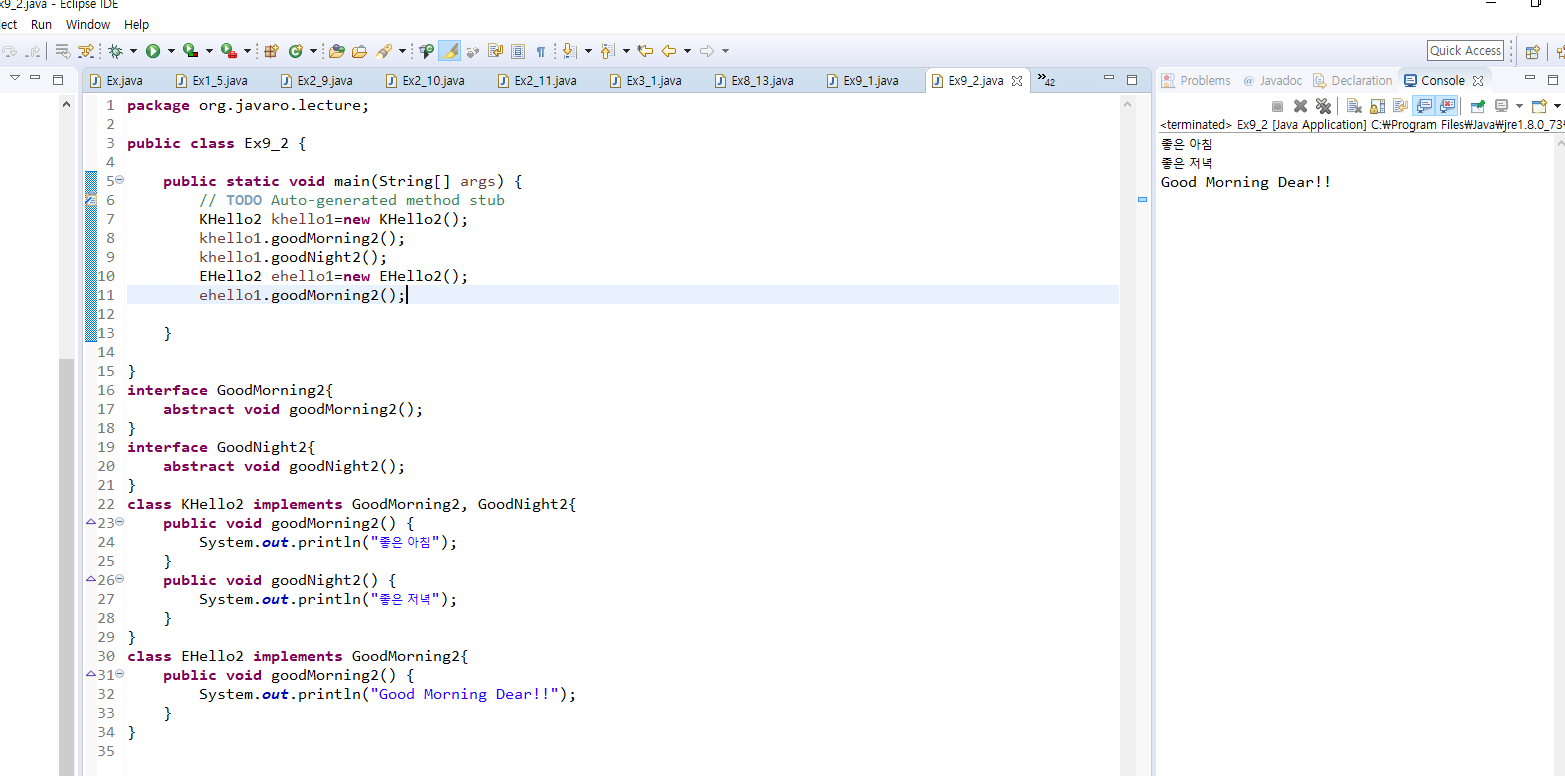 x9_2.java - Eclipse IDE
ject Run Window Help
Quick Access
Ex.java Ex1_5.java Ex2_9.java Ex2_10.java Ex2_11.java Ex3_1.java Ex8_13.java Ex9_1.java Ex9_2.java »42
Problems @ Javadoc Declaration Console
<terminated> Ex9_2 [Java Application] C:₩Program Files₩Java₩jre1.8.0_73₩
좋은 아침
좋은 저녁
Good Morning Dear!!
1 package org.javaro.lecture;
2
3 public class Ex9_2 {
4
5 public static void main(String[] args) {
6 // TODO Auto-generated method stub
7 KHello2 khello1=new KHello2();
8 khello1.goodMorning2();
9 khello1.goodNight2();
10 EHello2 ehello1=new EHello2();
11 ehello1.goodMorning2();
12
13 }
14
15 }
16 interface GoodMorning2{
17 abstract void goodMorning2();
18 }
19 interface GoodNight2{
20 abstract void goodNight2();
21 }
22 class KHello2 implements GoodMorning2, GoodNight2{
23 public void goodMorning2() {
24 System.out.println("좋은 아침");
25 }
26 public void goodNight2() {
27 System.out.println("좋은 저녁");
28 }
29 }
30 class EHello2 implements GoodMorning2{
31 public void goodMorning2() {
32 System.out.println("Good Morning Dear!!");
33 }
34 }
35